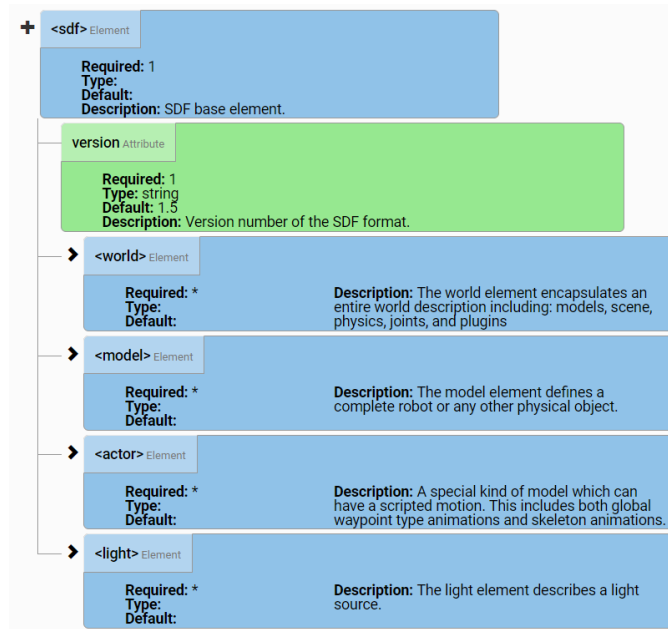 <sdf> Element
Required: 1
Type:
Default:
Description: SDF base element.
version Attribute
Required: 1
Type: string
Default: 1.5
Description: Version number of the SDF format.
<world> Element
Required: *
Type:
Default:
Description: The world element encapsulates an
entire world description including: models, scene,
physics, joints, and plugins
<model> Element
Required: *
Type:
Default:
Description: The model element defines a
complete robot or any other physical object.
<actor> Element
Required: *
Type:
Default:
Description: A special kind of model which can
have a scripted motion. This includes both global
waypoint type animations and skeleton animations.
<light> Element
Required: *
Type:
Default:
Description: The light element describes a light
source.